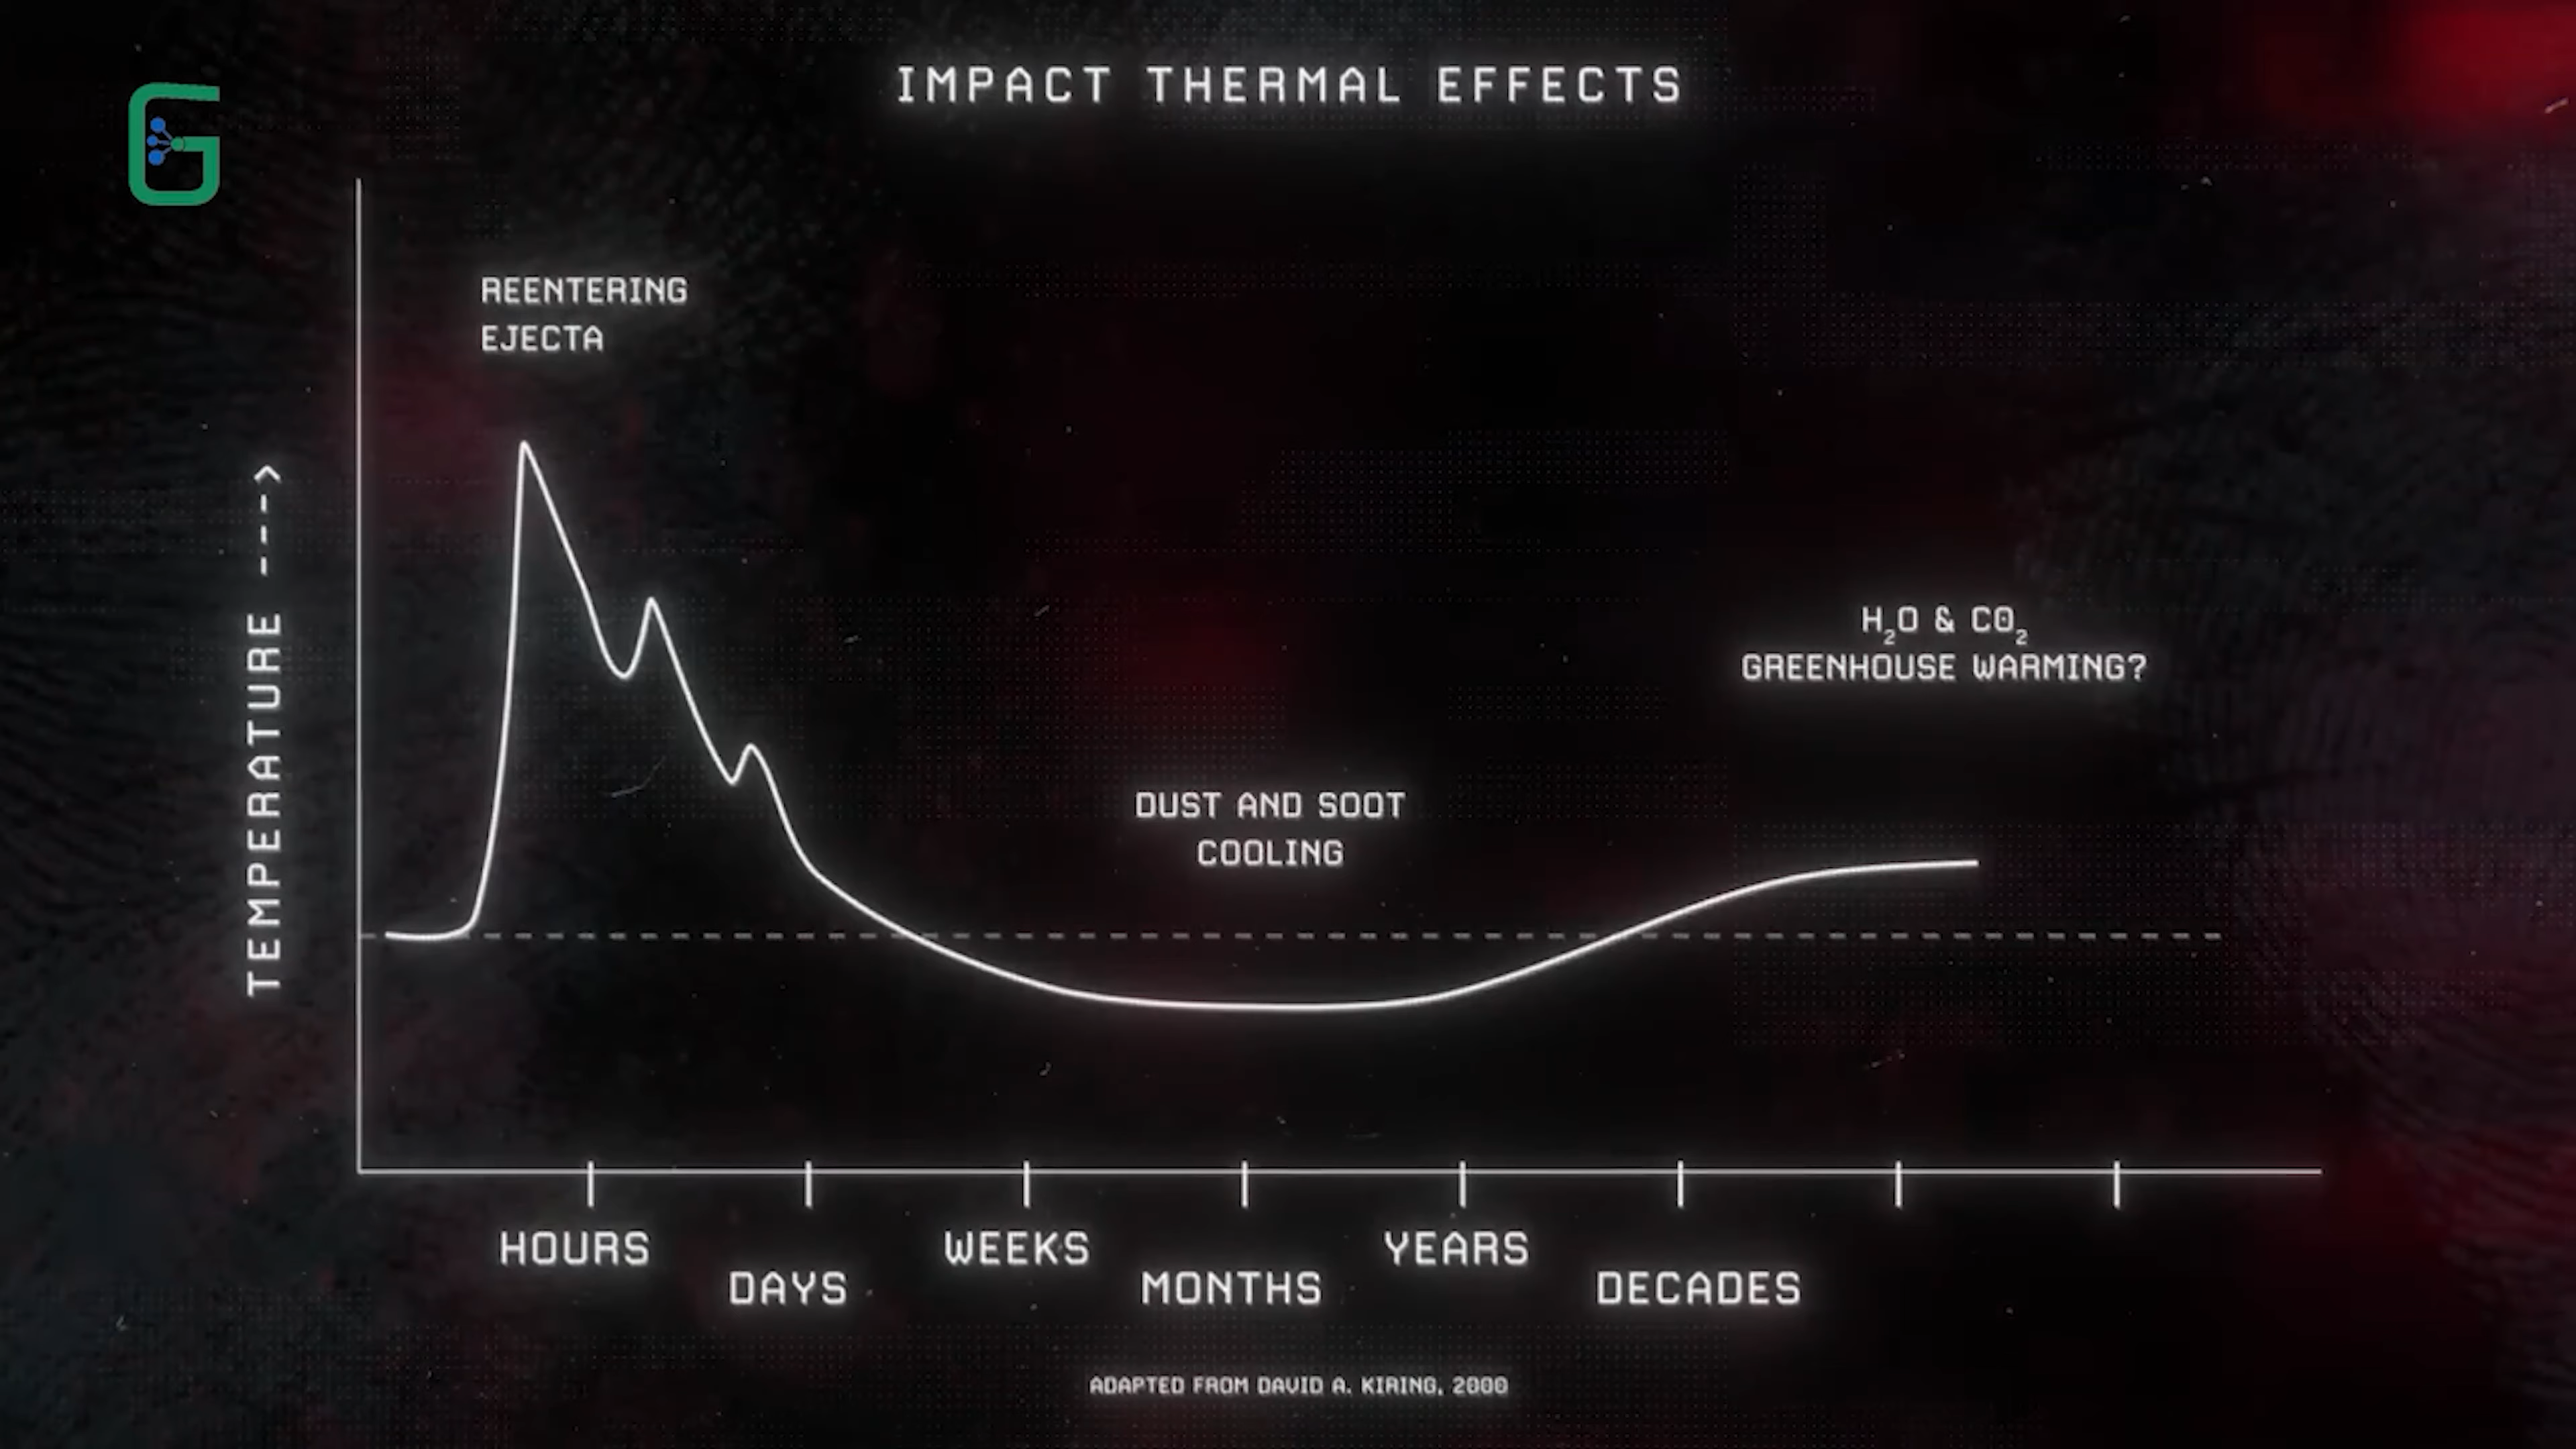 IMPACT THERMAL EFFECTS
G
REENTERING
EJECTA
TEMPERATURE ---->
H₂O & CO₂
GREENHOUSE WARMING?
DUST AND SOOT
COOLING
HOURS
DAYS
WEEKS
MONTHS
YEARS
DECADES
ADAPTED FROM DAVID A. KIRING, 2000